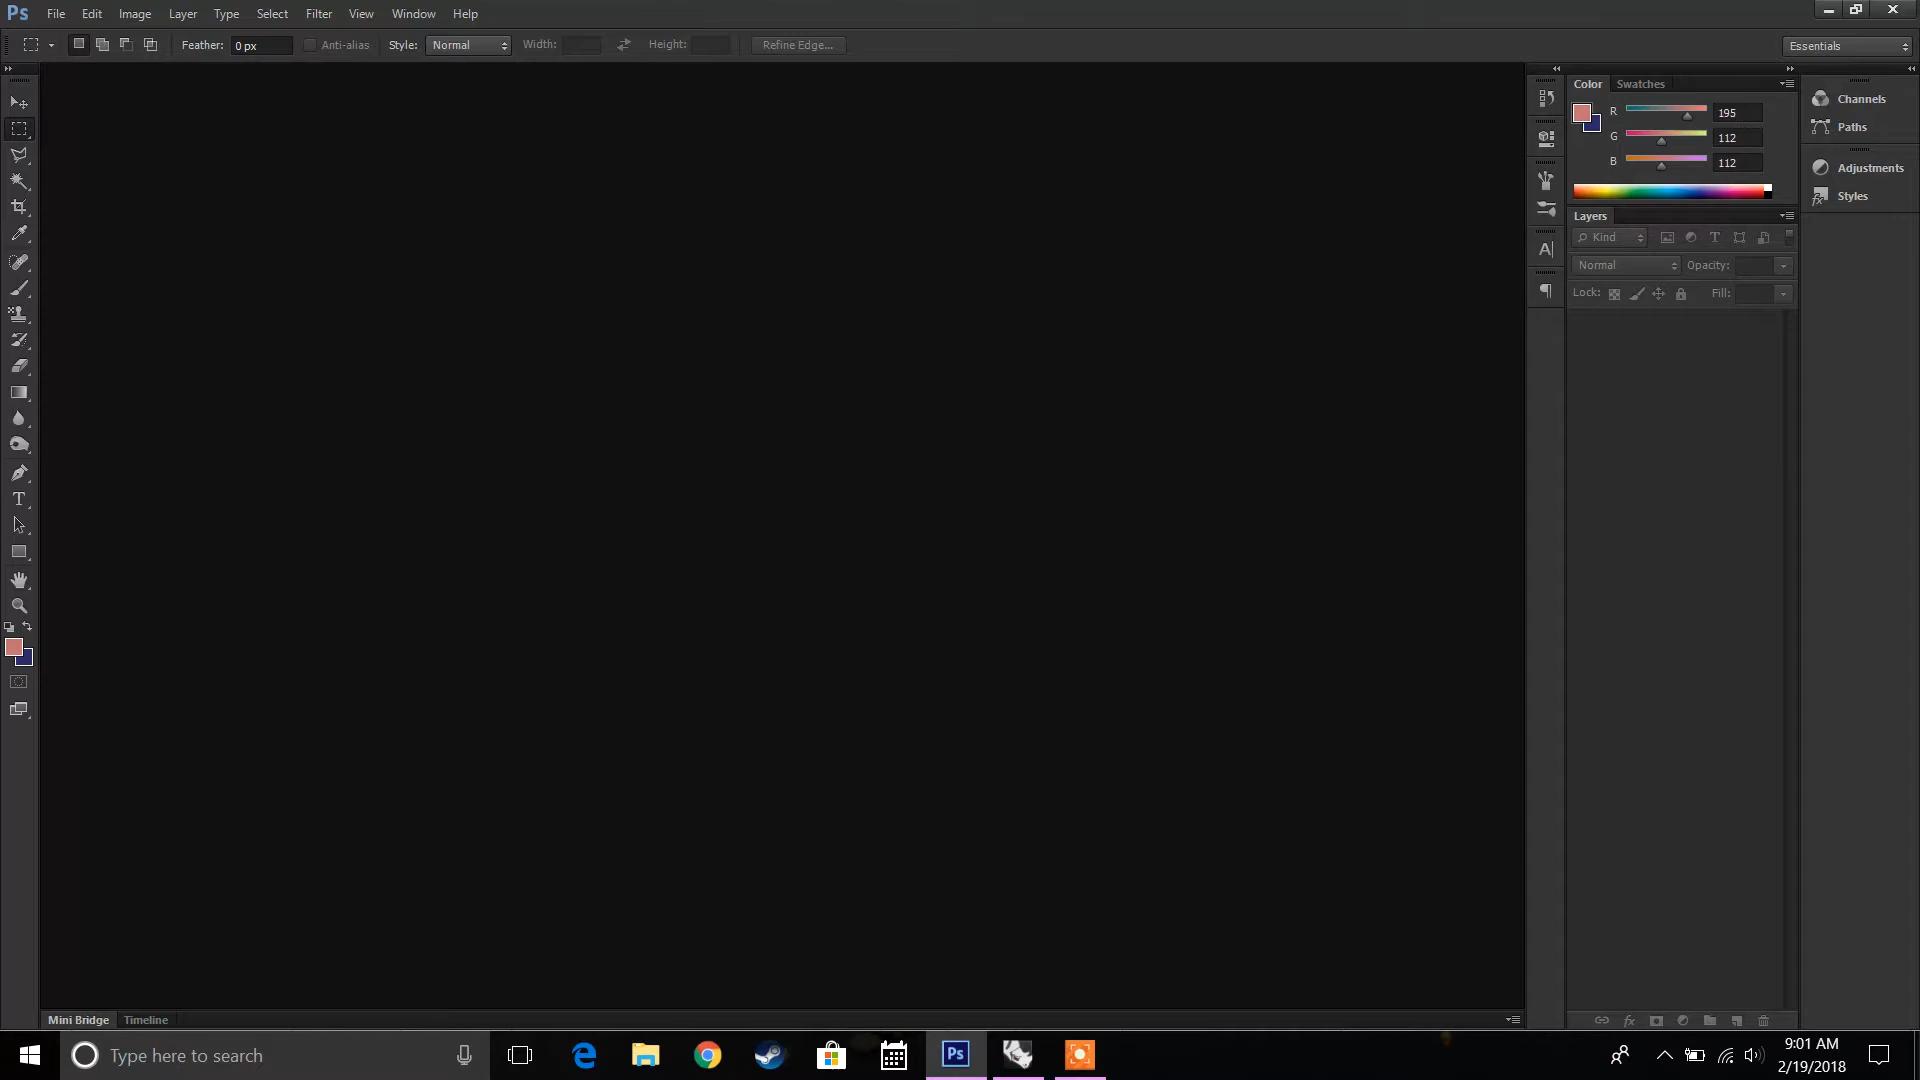 Ps File Edit Image Layer Type Select Filter View Window Help
Feather: 0 px Anti-alias Style: Normal Width: Height: Refine Edge... Essentials
Color Swatches
R 195
G 112
B 112
Channels
Paths
Adjustments
Styles
Layers
Kind
Normal Opacity:
Lock: Fill:
Mini Bridge Timeline
Type here to search
Ps
9:01 AM
2/19/2018